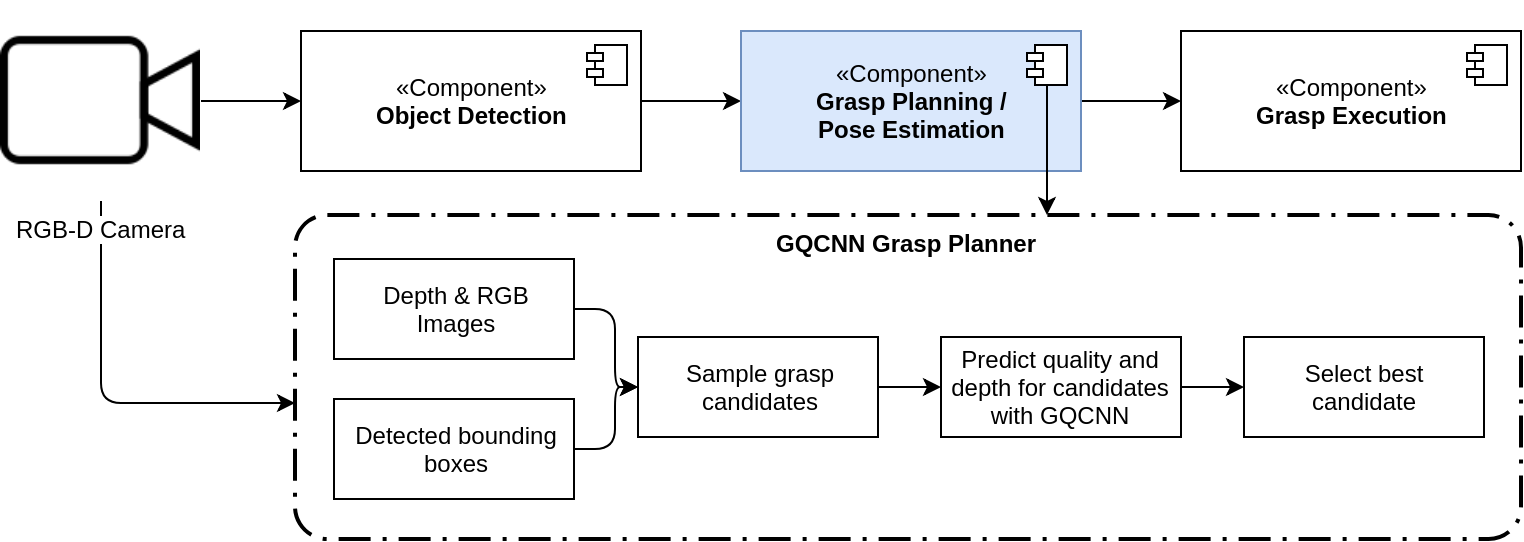 «Component»
Object Detection
«Component»
Grasp Planning /
Pose Estimation
«Component»
Grasp Execution
RGB-D Camera
GQCNN Grasp Planner
Depth & RGB
Images
Detected bounding
boxes
Sample grasp
candidates
Predict quality and
depth for candidates
with GQCNN
Select best
candidate